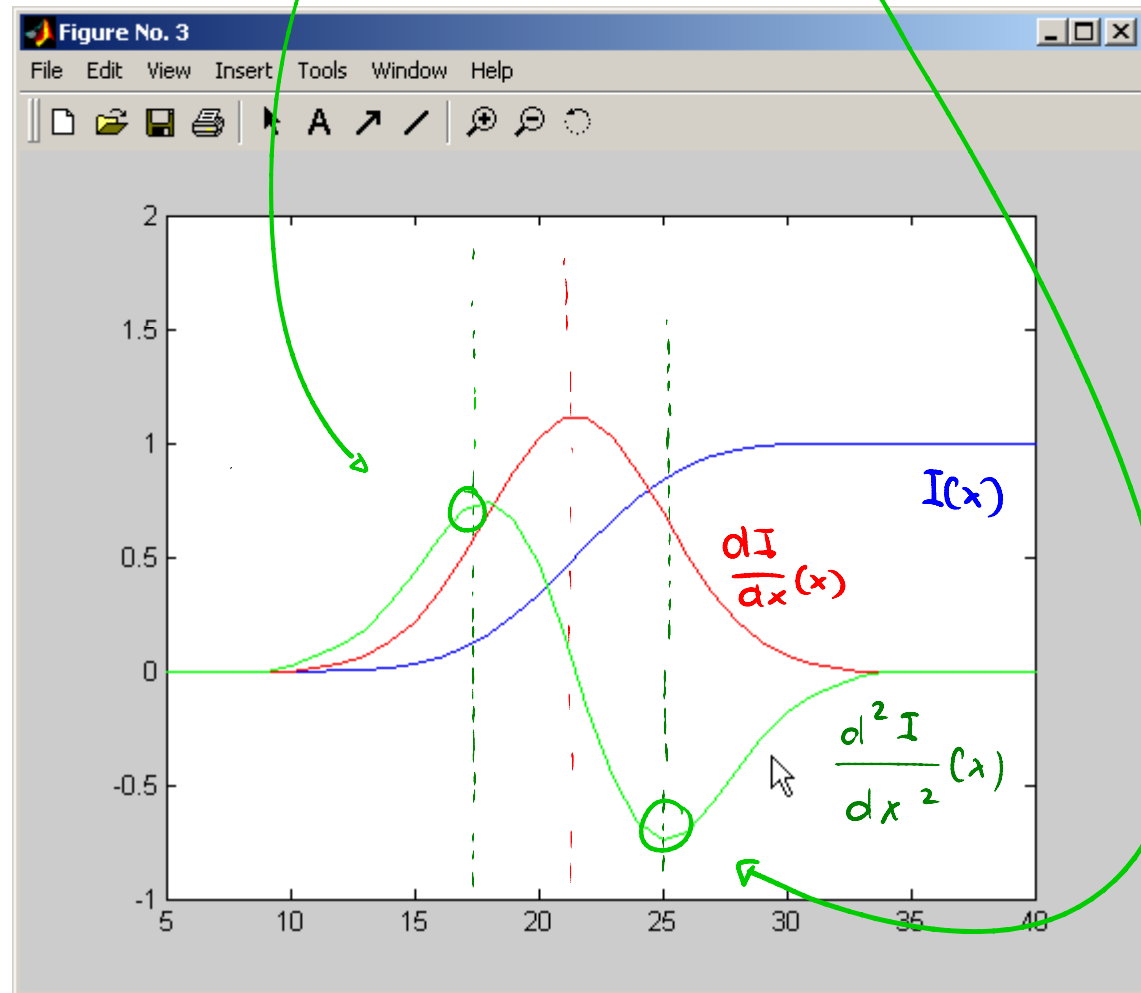 Figure No. 3
File Edit View Insert Tools Window Help
A
2
1.5
1
0.5
0
-0.5
-1
5 10 15 20 25 30 35 40
I(x)
dI/dx (x)
d²I/dx² (x)